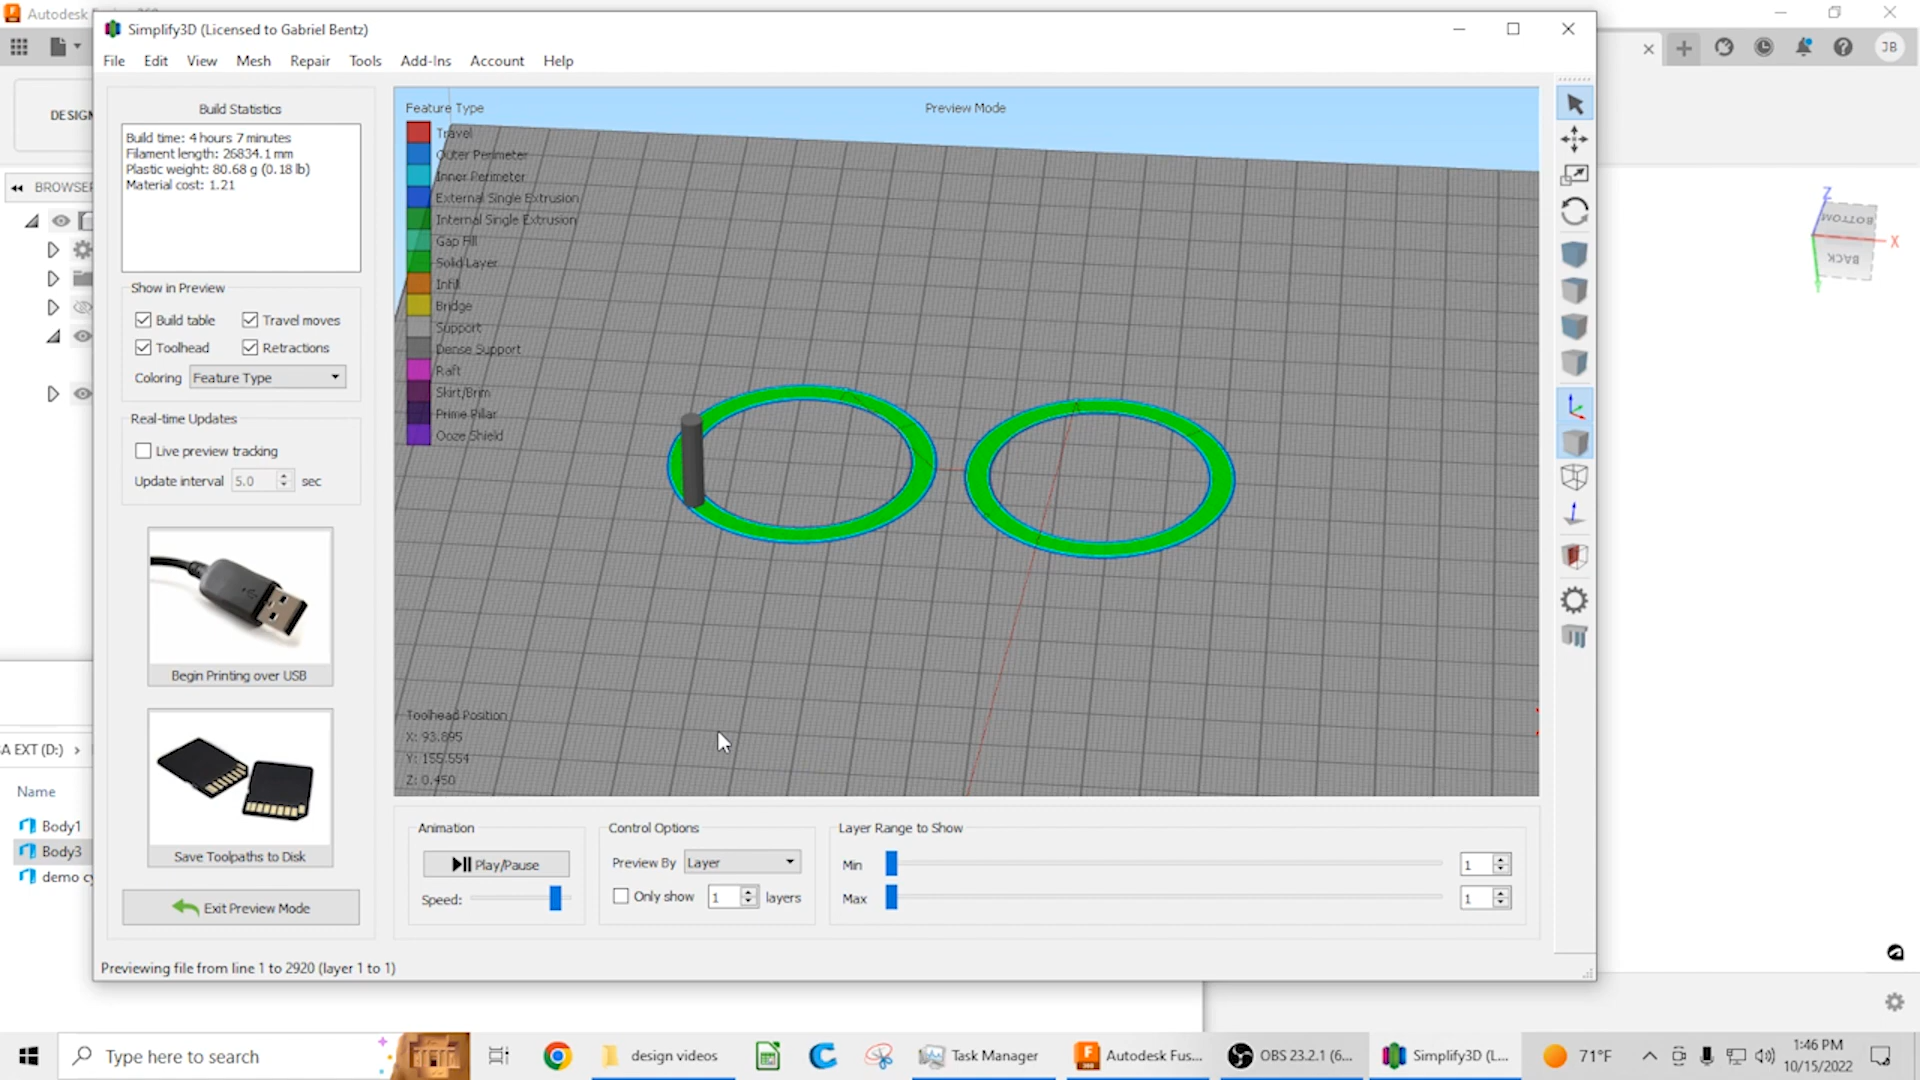 Autodesk
Simplify3D (Licensed to Gabriel Bentz)
File Edit View Mesh Repair Tools Add-Ins Account Help
JB
DESIGN
BROWSER
Build Statistics
Build time: 4 hours 7 minutes
Filament length: 26834.1 mm
Plastic weight: 80.68 g (0.18 lb)
Material cost: 1.21
Show in Preview
Build table Travel moves
Toolhead Retractions
Coloring Feature Type
Real-time Updates
Live preview tracking
Update interval 5.0 sec
Begin Printing over USB
Save Toolpaths to Disk
Exit Preview Mode
Feature Type
Preview Mode
Travel
Outer Perimeter
Inner Perimeter
External Single Extrusion
Internal Single Extrusion
Gap Fill
Solid Layer
Infill
Bridge
Support
Dense Support
Raft
Skirt/Brim
Prime Pillar
Ooze Shield
Toolhead Position
X: 93.895
Y: 155.554
Z: 0.450
Z
BOTTOM
X
BACK
A EXT (D:)
Name
Body1
Body3
demo cy
Animation
Play/Pause
Speed:
Control Options
Preview By Layer
Only show 1 layers
Layer Range to Show
Min 1
Max 1
Previewing file from line 1 to 2920 (layer 1 to 1)
Type here to search
design videos
Task Manager
Autodesk Fus...
OBS 23.2.1 (6...
Simplify3D (L...
71°F
1:46 PM
10/15/2022